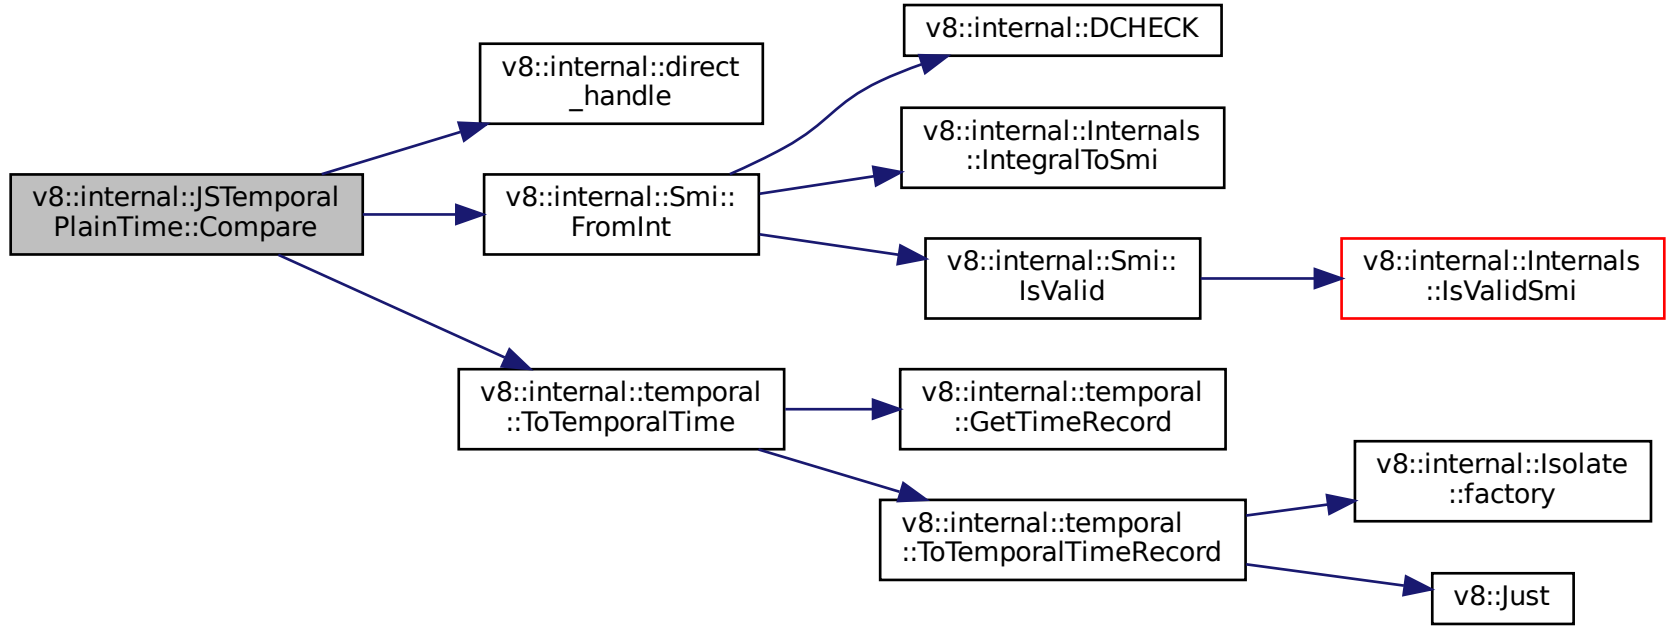 v8::internal::JSTemporal
PlainTime::Compare
v8::internal::direct
_handle
v8::internal::Smi::
FromInt
v8::internal::DCHECK
v8::internal::Internals
::IntegralToSmi
v8::internal::Smi::
IsValid
v8::internal::Internals
::IsValidSmi
v8::internal::temporal
::ToTemporalTime
v8::internal::temporal
::GetTimeRecord
v8::internal::temporal
::ToTemporalTimeRecord
v8::internal::Isolate
::factory
v8::Just